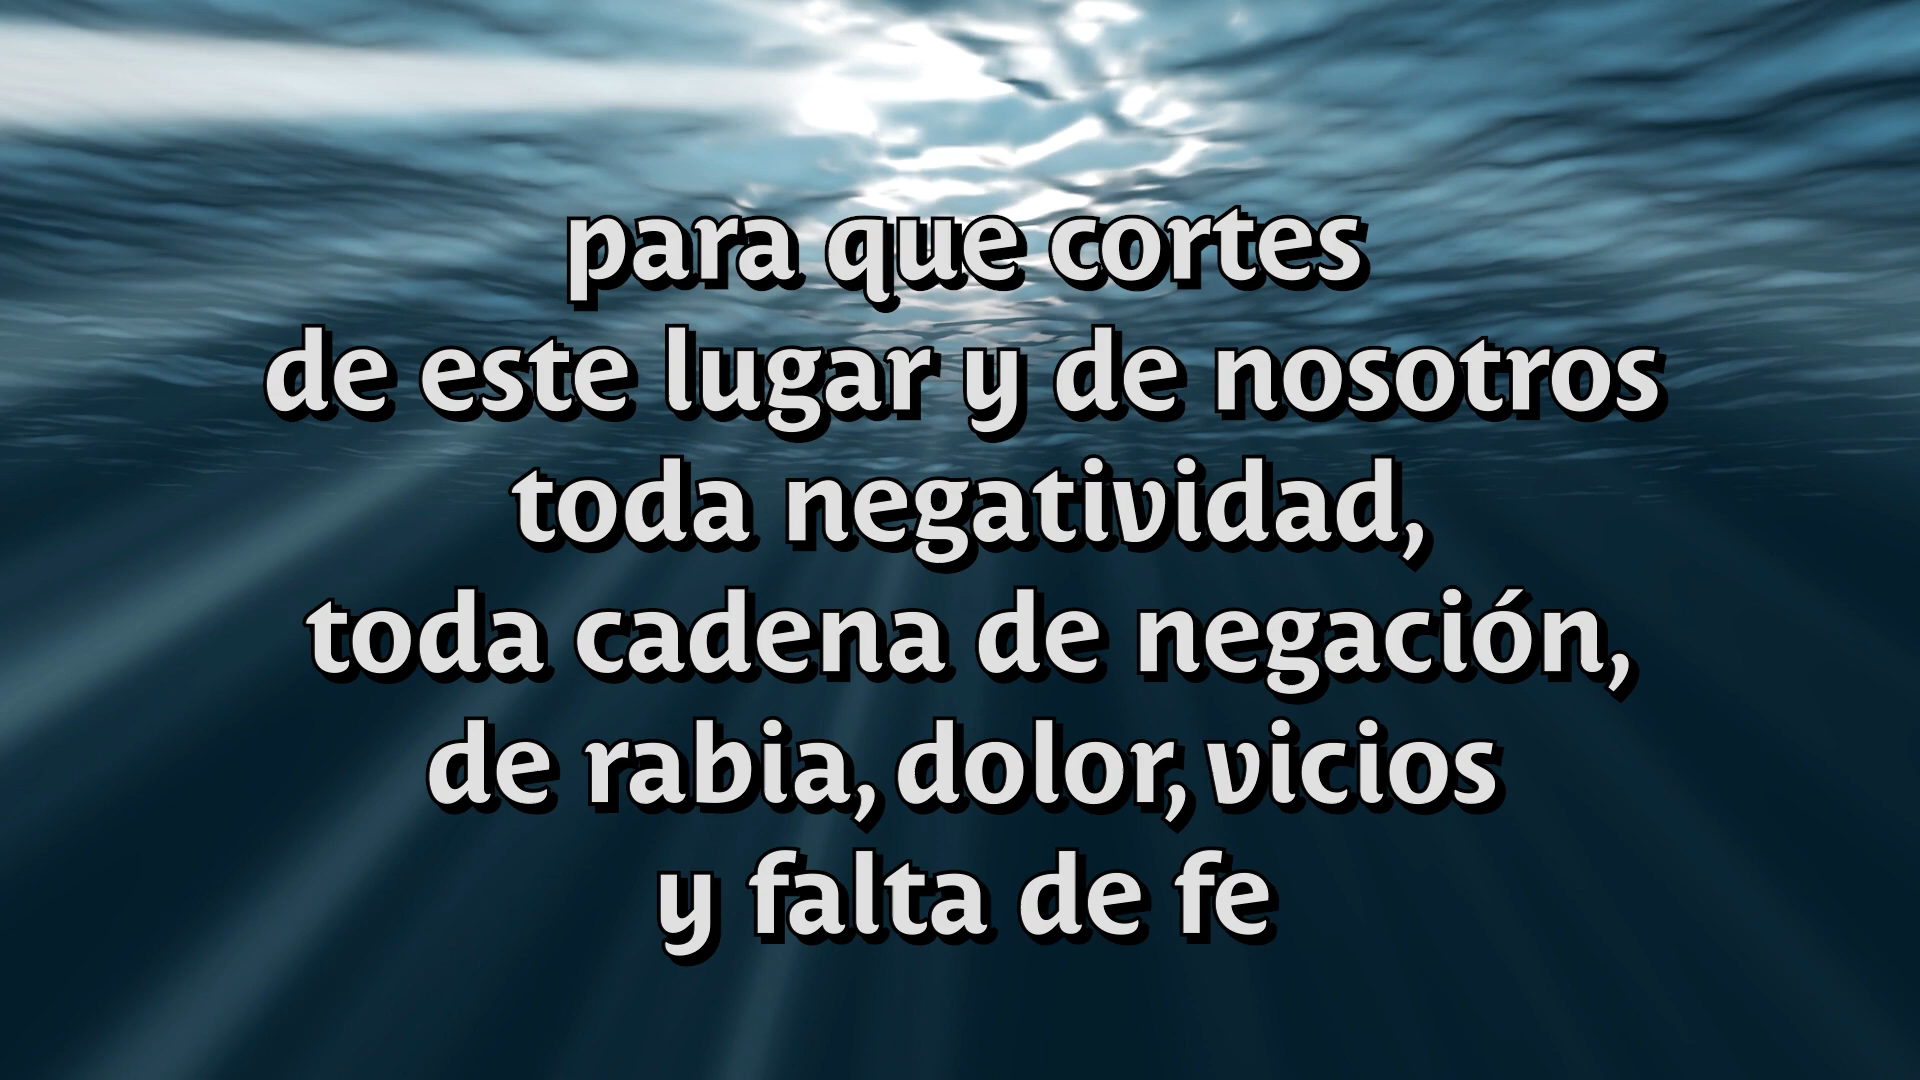 para que cortes
de este lugar y de nosotros
toda negatividad,
toda cadena de negación,
de rabia, dolor, vicios
y falta de fe